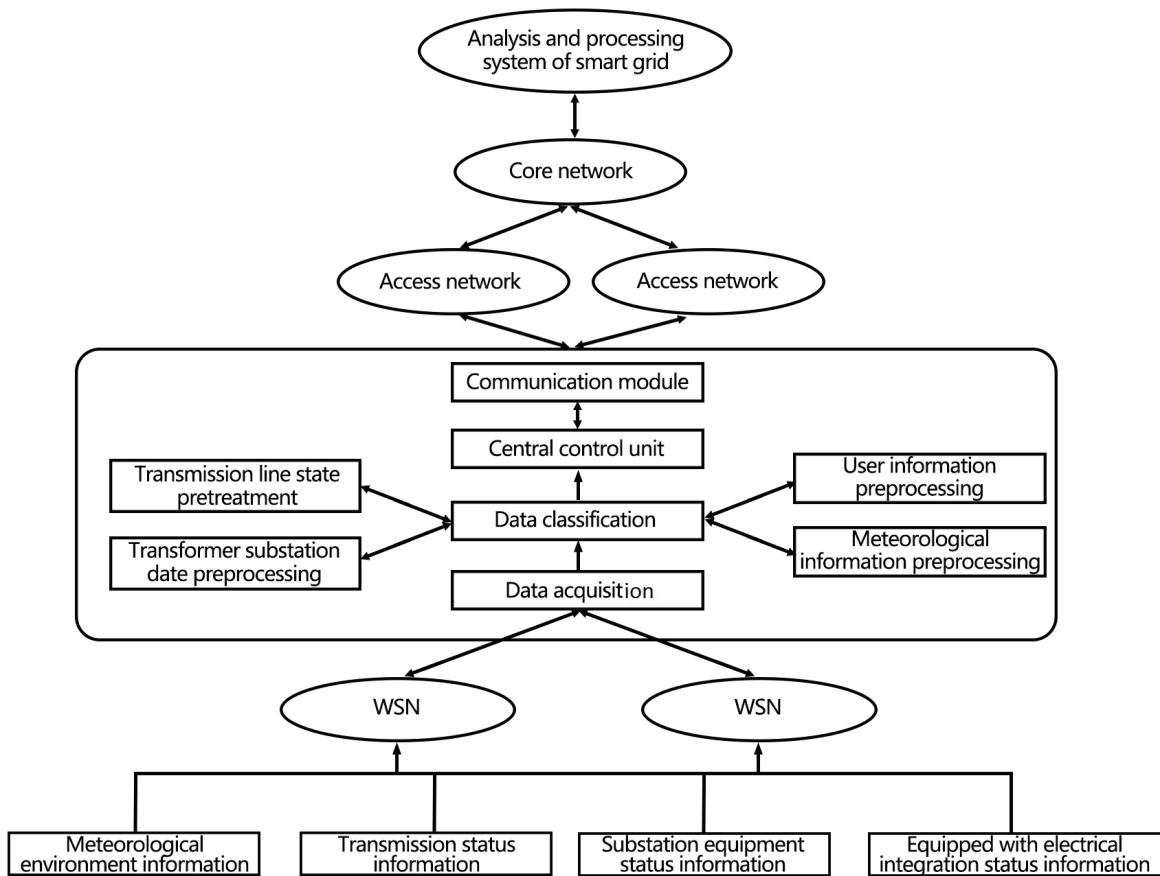 Analysis and processing
system of smart grid
Core network
Access network
Access network
Communication module
Central control unit
Transmission line state
pretreatment
User information
preprocessing
Data classification
Transformer substation
date preprocessing
Meteorological
information preprocessing
Data acquisition
WSN
WSN
Meteorological
environment information
Transmission status
information
Substation equipment
status information
Equipped with electrical
integration status information